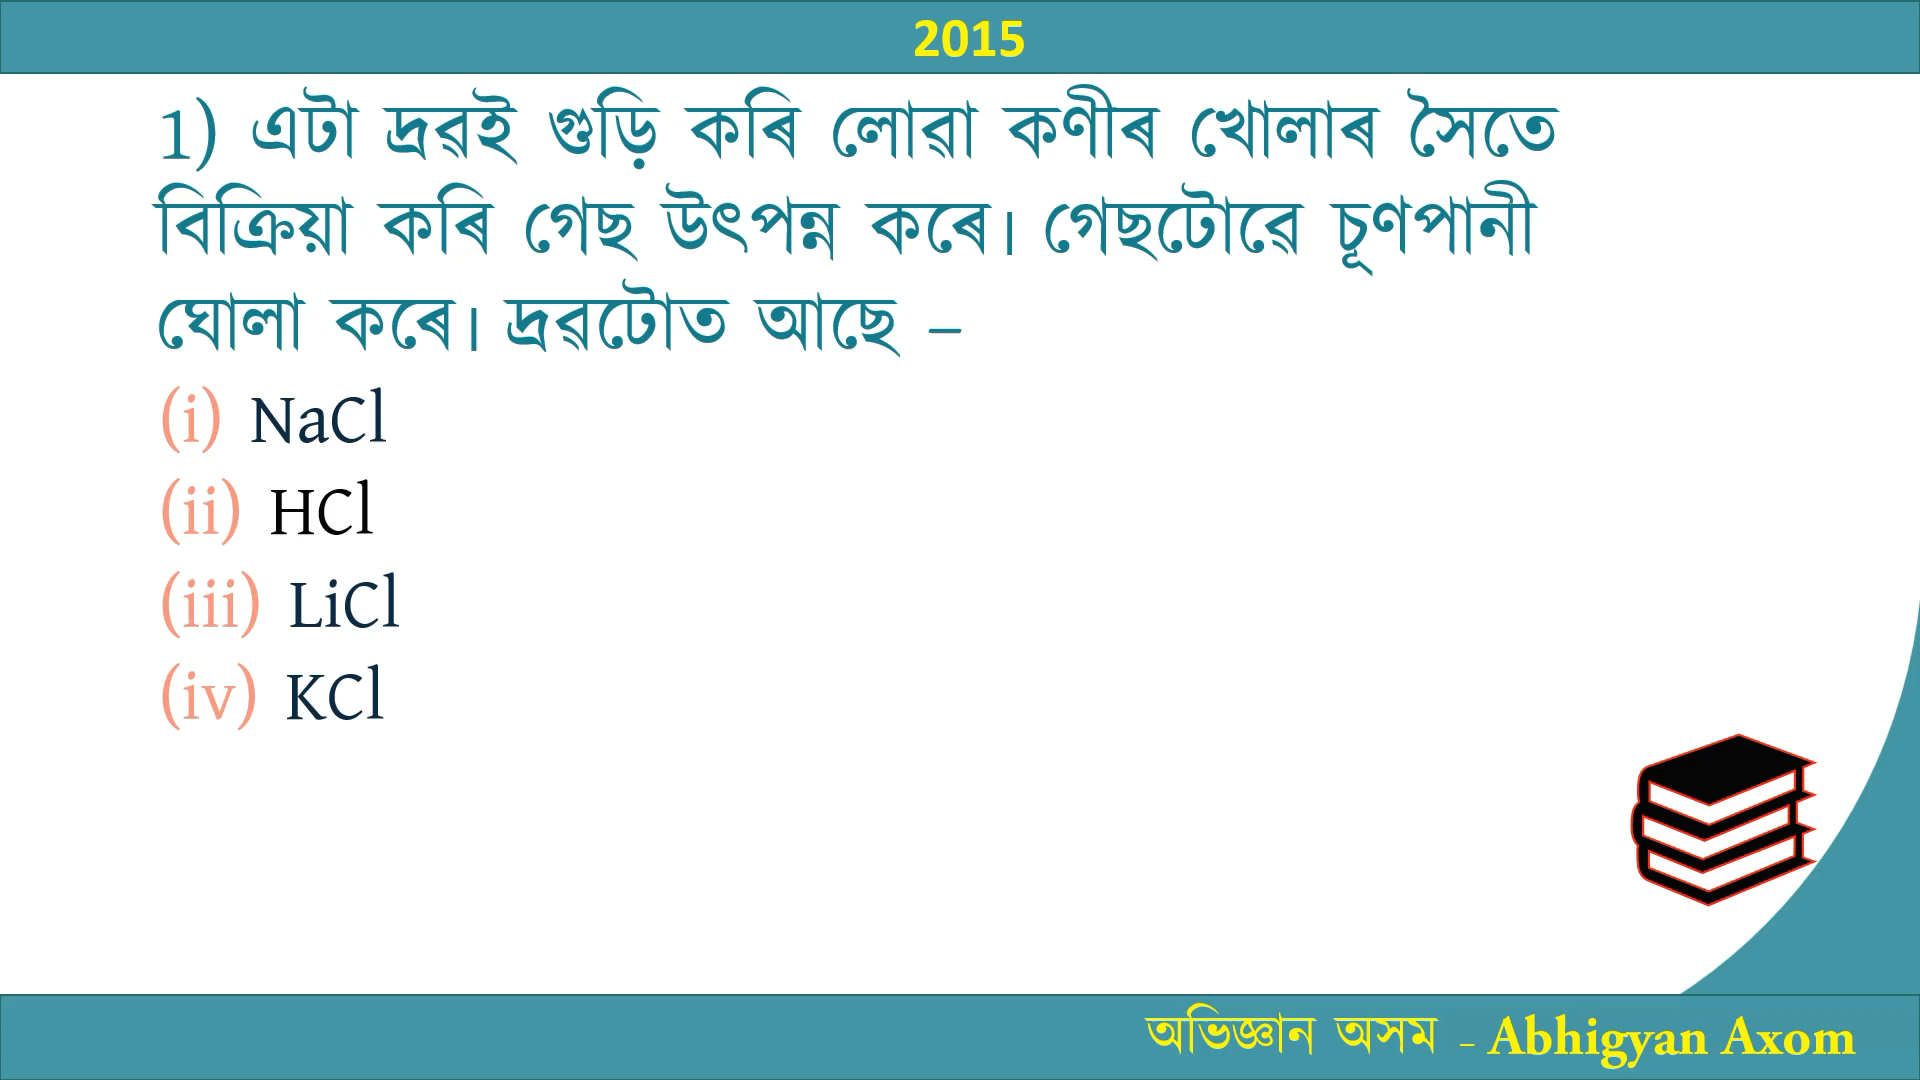 2015
1) এটা দ্ৰৱই গুড়ি কৰি লোৱা কণীৰ খোলাৰ সৈতে
বিক্ৰিয়া কৰি গেছ উৎপন্ন কৰে। গেছটোৱে চূণপানী
ঘোলা কৰে। দ্ৰৱটোত আছে –
(i) NaCl
(ii) HCl
(iii) LiCl
(iv) KCl
অভিজ্ঞান অসম – Abhigyan Axom